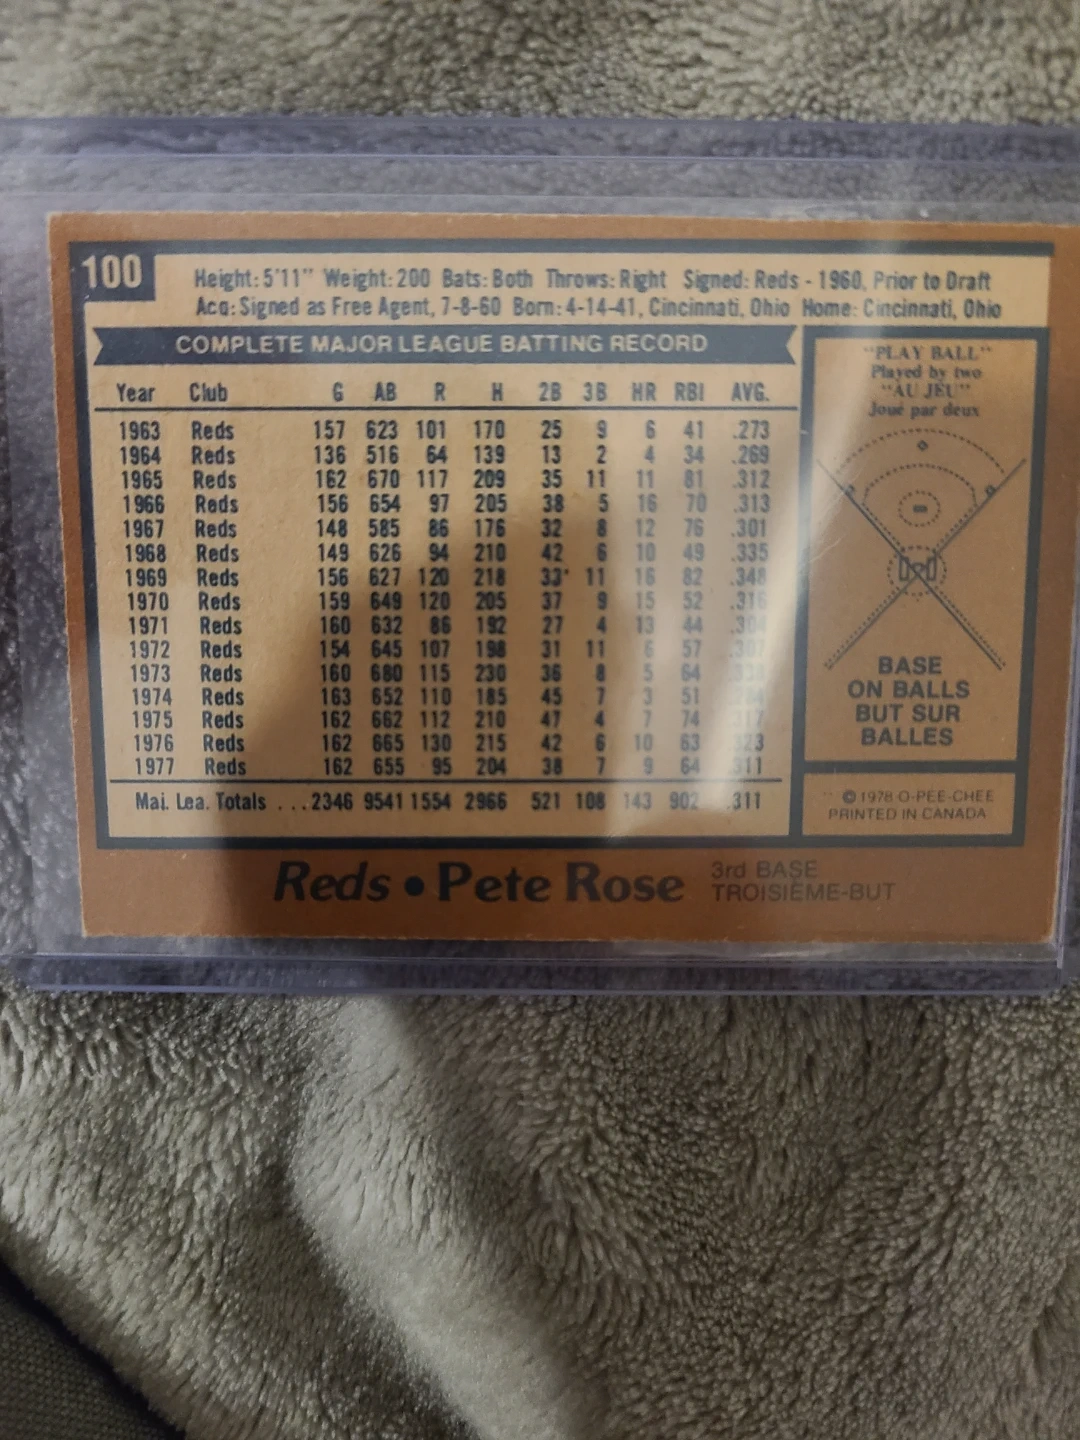 100
Height: 5'11" Weight: 200 Bats: Both Throws: Right Signed: Reds - 1960, Prior to Draft
Acq: Signed as Free Agent, 7-8-60 Born: 4-14-41, Cincinnati, Ohio Home: Cincinnati, Ohio
COMPLETE MAJOR LEAGUE BATTING RECORD
Year Club G AB R H 2B 3B HR RBI AVG.
1963 Reds 157 623 101 170 25 9 6 41 .273
1964 Reds 136 516 64 139 13 2 4 34 .269
1965 Reds 162 670 117 209 35 11 11 81 .312
1966 Reds 156 654 97 205 38 5 16 70 .313
1967 Reds 148 585 86 176 32 8 12 76 .301
1968 Reds 149 626 94 210 42 6 10 49 .335
1969 Reds 156 627 120 218 33 11 16 82 .348
1970 Reds 159 649 120 205 37 9 15 52 .316
1971 Reds 160 632 86 192 27 4 13 44 .304
1972 Reds 154 645 107 198 31 11 6 57 .307
1973 Reds 160 680 115 230 36 8 5 64
1974 Reds 163 652 110 185 45 7 3 51
1975 Reds 162 662 112 210 47 4 7 74 .317
1976 Reds 162 665 130 215 42 6 10 63 .323
1977 Reds 162 655 95 204 38 7 9 64 .311
Maj. Lea. Totals ...2346 9541 1554 2966 521 108 143 902 .311
"PLAY BALL"
Played by two
"AU JEU"
Joué par deux
BASE
ON BALLS
BUT SUR
BALLES
© 1978 O-PEE-CHEE
PRINTED IN CANADA
Reds • Pete Rose 3rd BASE
TROISIÈME-BUT